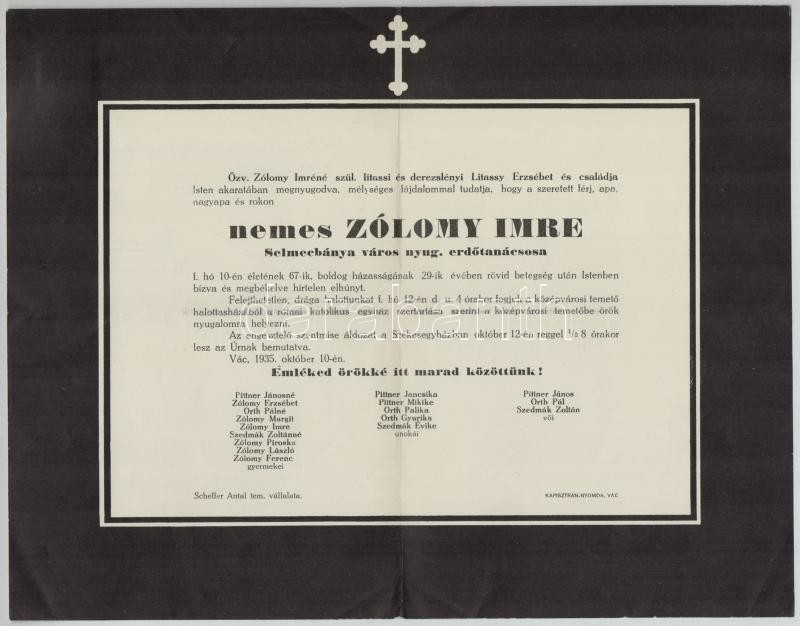 Özv. Zólomy Imréné szül. litassi és derezslényi Litassy Erzsébet és családja
Isten akaratában megnyugodva, mélységes fájdalommal tudatja, hogy a szeretett férj, apa,
nagyapa és rokon
nemes ZÓLOMY IMRE
Selmecbánya város nyug. erdőtanácsosa
f. hó 10-én életének 67-ik, boldog házasságának 29-ik évében rövid betegség után Istenben
bízva és megbékélve hirtelen elhúnyt.
Felejthetetlen, drága halottunkat f. hó 12-én d. u. 4 órakor fogjuk a középvárosi temető
halottasházából a római katolikus egyház szertartása szerint a középvárosi temetőbe örök
nyugalomra helyezni.
Az engesztelő szentmise áldozat a Székesegyházban október 12-én reggel ½ 8 órakor
lesz az Úrnak bemutatva.
Vác, 1935. október 10-én.
Emléked örökké itt marad közöttünk!
Pittner Jánosné
Zólomy Erzsébet
Orth Pálné
Zólomy Margit
Zólomy Imre
Szedmák Zoltánné
Zólomy Piroska
Zólomy László
Zólomy Ferenc
gyermekei
Pittner Jancsika
Pittner Mikike
Orth Palika
Orth Gyurika
Szedmák Évike
unokái
Pittner János
Orth Pál
Szedmák Zoltán
vői
Scheller Antal tem. vállalata.
KAPISZTRÁN-NYOMDA, VÁC
darabanth